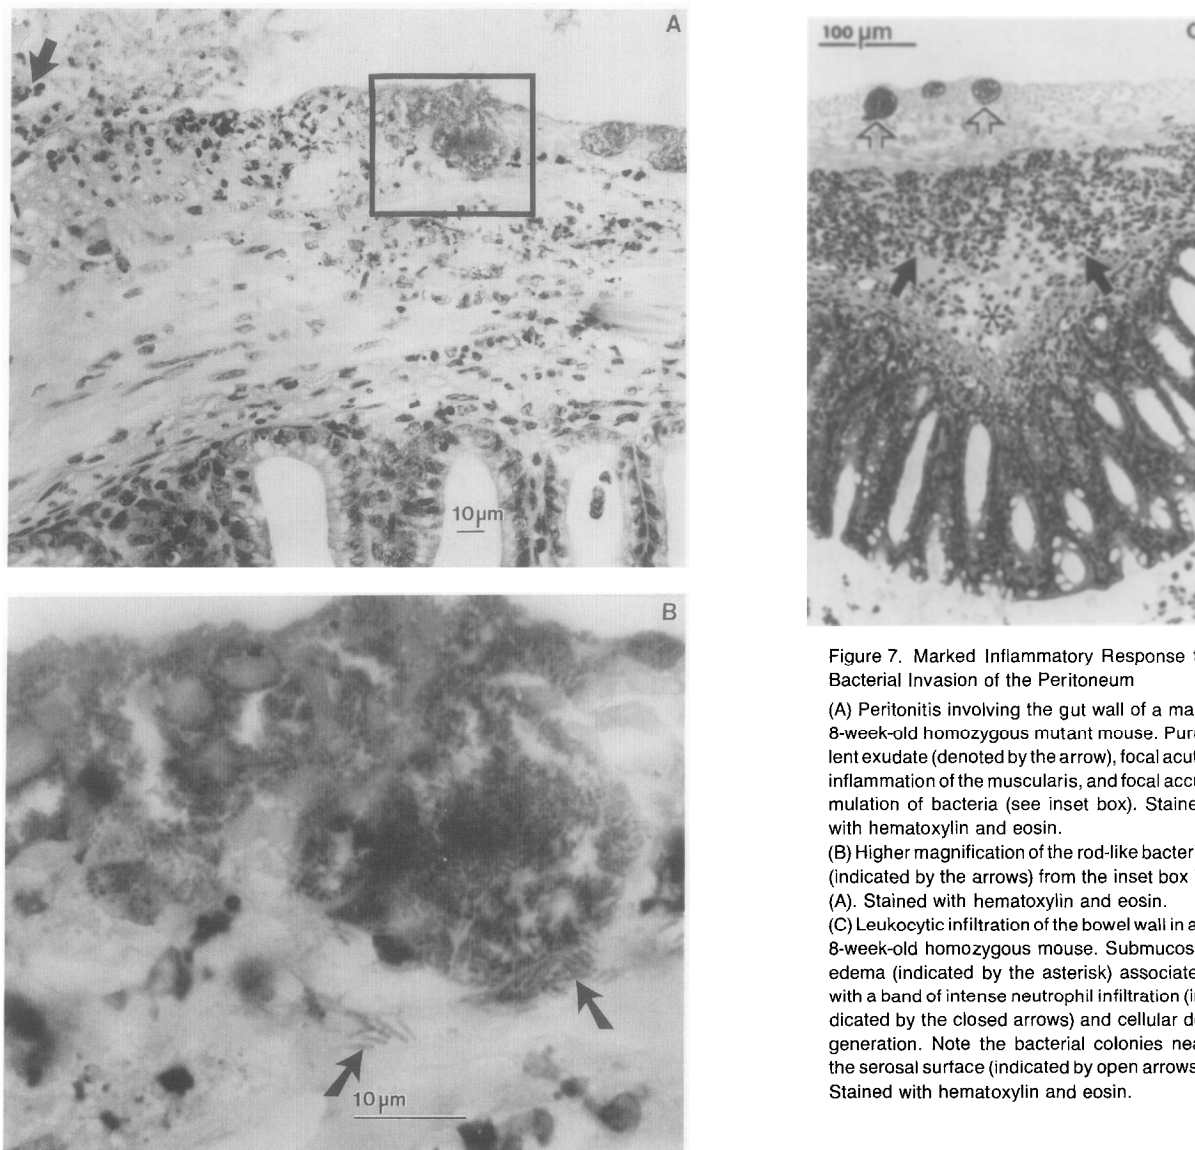 A
10 µm
B
10 µm
100 µm
Figure 7. Marked Inflammatory Response
Bacterial Invasion of the Peritoneum
(A) Peritonitis involving the gut wall of a
8-week-old homozygous mutant mouse.
lent exudate (denoted by the arrow), focal
inflammation of the muscularis, and focal
mulation of bacteria (see inset box).
with hematoxylin and eosin.
(B) Higher magnification of the rod-like
(indicated by the arrows) from the inset box
(A). Stained with hematoxylin and eosin.
(C) Leukocytic infiltration of the bowel wall in
8-week-old homozygous mouse.
edema (indicated by the asterisk)
with a band of intense neutrophil infiltration
dicated by the closed arrows) and cellular
generation. Note the bacterial colonies
the serosal surface (indicated by open arrows
Stained with hematoxylin and eosin.